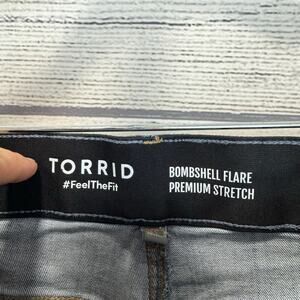 TORRID
#FeelTheFit
BOMBSHELL FLARE
PREMIUM STRETCH